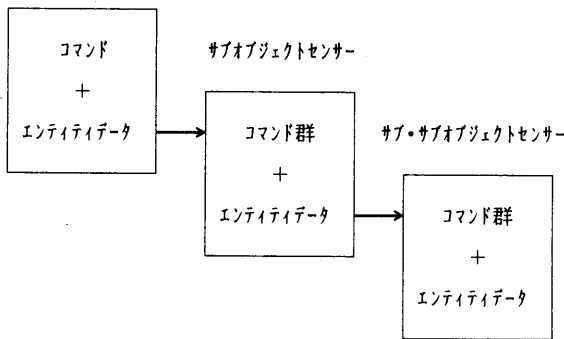 コマンド
+
エンティティデータ
サブオブジェクトセンサー
コマンド群
+
エンティティデータ
サブ・サブオブジェクトセンサー
コマンド群
+
エンティティデータ